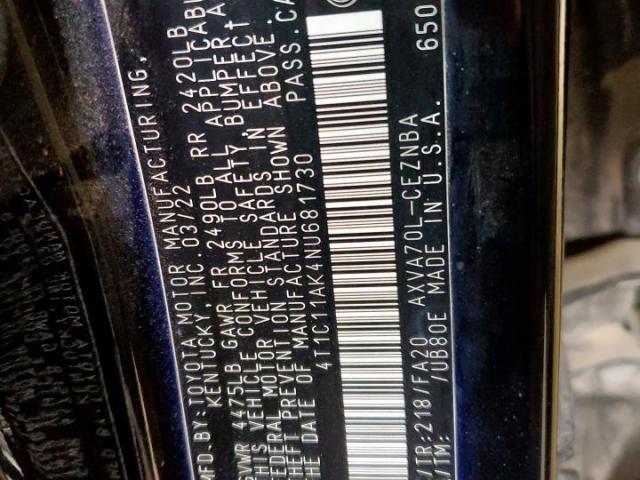 MFD.BY:TOYOTA MOTOR MANUFACTURING,
KENTUCKY, INC.03/22
GVWR 4475LB GAWR FR 2490LB RR 2420LB
THIS VEHICLE CONFORMS TO ALL APPLICABL
FEDERAL MOTOR VEHICLE SAFETY, BUMPER, A
THEFT PREVENTION STANDARDS IN EFFECT
THE DATE OF MANUFACTURE SHOWN ABOVE.
4T1C11AK4NU681730 PASS.CA
/TR:218/FA20 AXVA70L-CEZNBA
/TM: /UB80E MADE IN U.S.A. 650